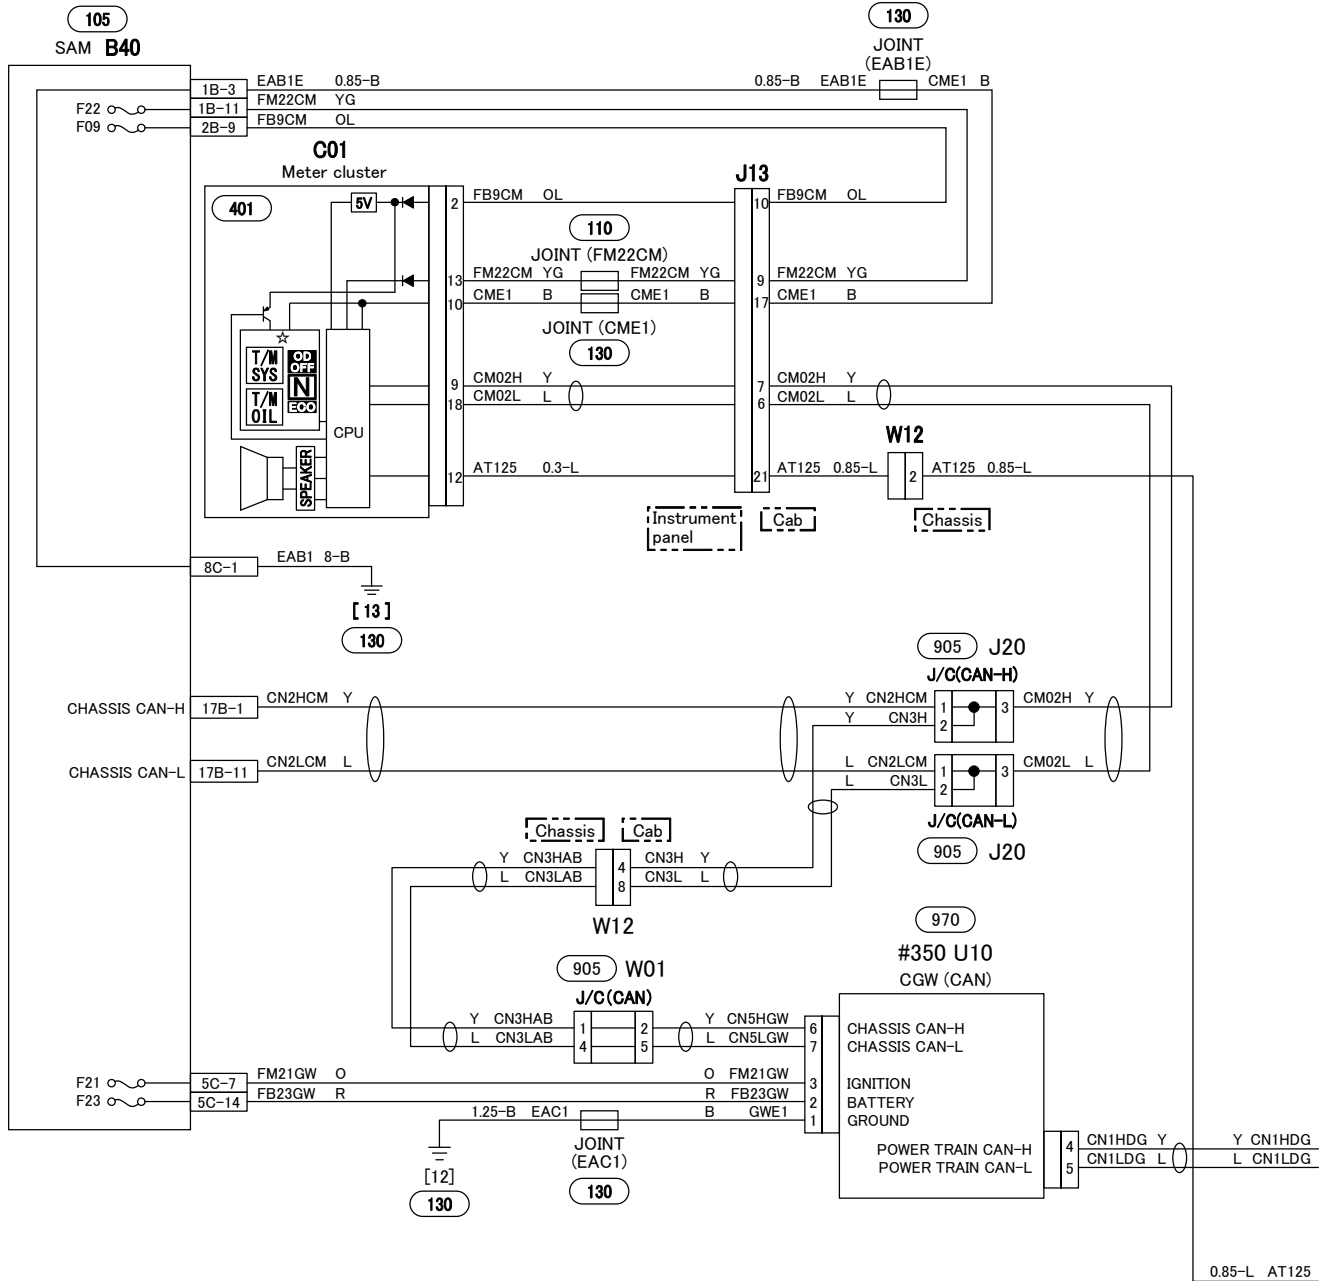 105
SAM B40
130
JOINT
(EAB1E)
1B-3 EAB1E 0.85-B 0.85-B EAB1E CME1 B
F22 1B-11 FM22CM YG
F09 2B-9 FB9CM OL
C01
Meter cluster
J13
401 5V 2 FB9CM OL 10 FB9CM OL
110
JOINT (FM22CM)
13 FM22CM YG FM22CM YG 9 FM22CM YG
10 CME1 B CME1 B 17 CME1 B
JOINT (CME1)
130
☆
T/M
SYS
OD
OFF
N
T/M
OIL
ECO
CPU
SPEAKER
9 CM02H Y 7 CM02H Y
18 CM02L L 6 CM02L L
W12
12 AT125 0.3-L 21 AT125 0.85-L 2 AT125 0.85-L
Instrument
panel
Cab
Chassis
8C-1 EAB1 8-B
[13]
130
905 J20
J/C(CAN-H)
CHASSIS CAN-H 17B-1 CN2HCM Y Y CN2HCM 1 3 CM02H Y
Y CN3H 2
CHASSIS CAN-L 17B-11 CN2LCM L L CN2LCM 1 3 CM02L L
L CN3L 2
J/C(CAN-L)
905 J20
Chassis Cab
Y CN3HAB 4 CN3H Y
L CN3LAB 8 CN3L L
W12
970
#350 U10
CGW (CAN)
905 W01
J/C(CAN)
Y CN3HAB 1 2 Y CN5HGW 6 CHASSIS CAN-H
L CN3LAB 4 5 L CN5LGW 7 CHASSIS CAN-L
F21 5C-7 FM21GW O O FM21GW 3 IGNITION
F23 5C-14 FB23GW R R FB23GW 2 BATTERY
1.25-B EAC1 B GWE1 1 GROUND
JOINT
(EAC1)
130
[12]
130
POWER TRAIN CAN-H 4 CN1HDG Y Y CN1HDG
POWER TRAIN CAN-L 5 CN1LDG L L CN1LDG
0.85-L AT125